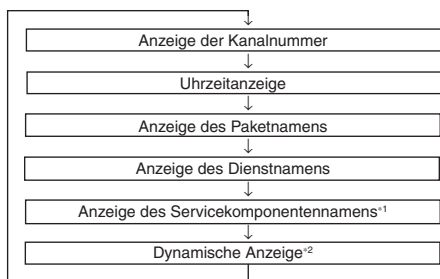 Anzeige der Kanalnummer
Uhrzeitanzeige
Anzeige des Paketnamens
Anzeige des Dienstnamens
Anzeige des Servicekomponentennamens*1
Dynamische Anzeige*2